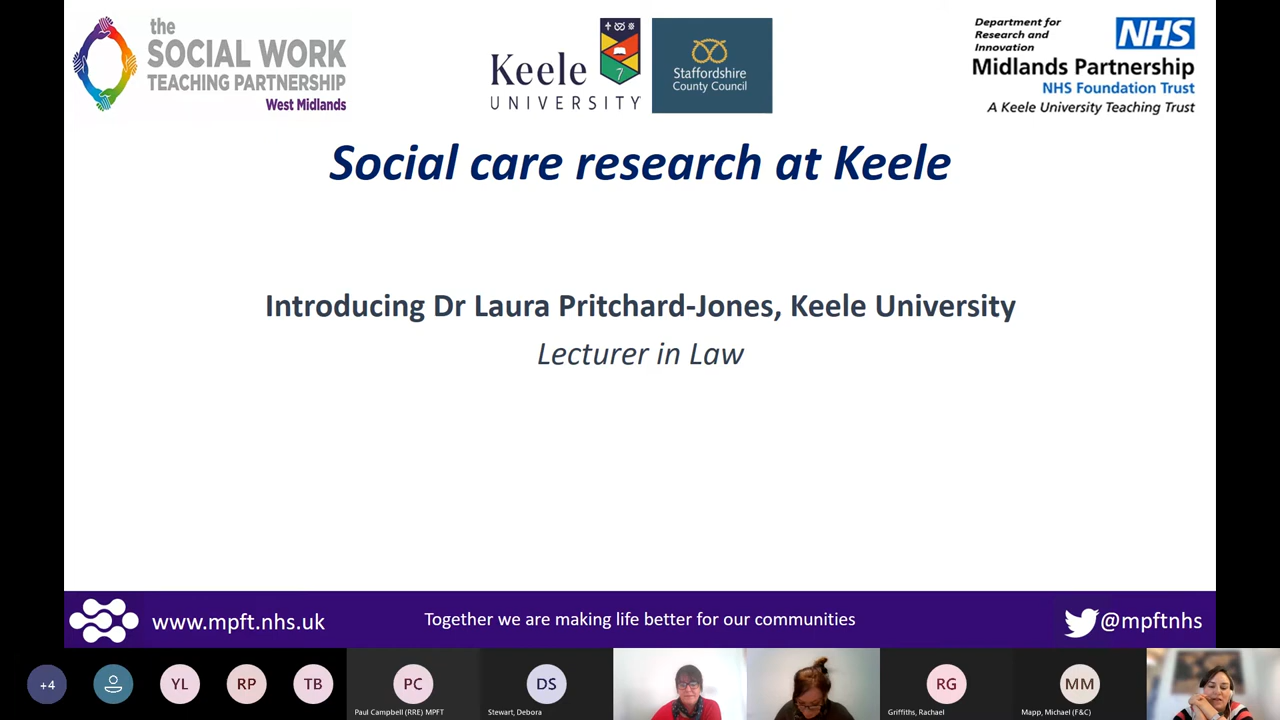 the
SOCIAL WORK
TEACHING PARTNERSHIP
West Midlands
Keele
UNIVERSITY
Staffordshire
County Council
Department for
Research and
Innovation
NHS
Midlands Partnership
NHS Foundation Trust
A Keele University Teaching Trust
Social care research at Keele
Introducing Dr Laura Pritchard-Jones, Keele University
Lecturer in Law
www.mpft.nhs.uk
Together we are making life better for our communities
@mpftnhs
+4
YL
RP
TB
PC
Paul Campbell (RRE) MPFT
DS
Stewart, Debora
RG
Griffiths, Rachael
MM
Mapp, Michael (F&C)